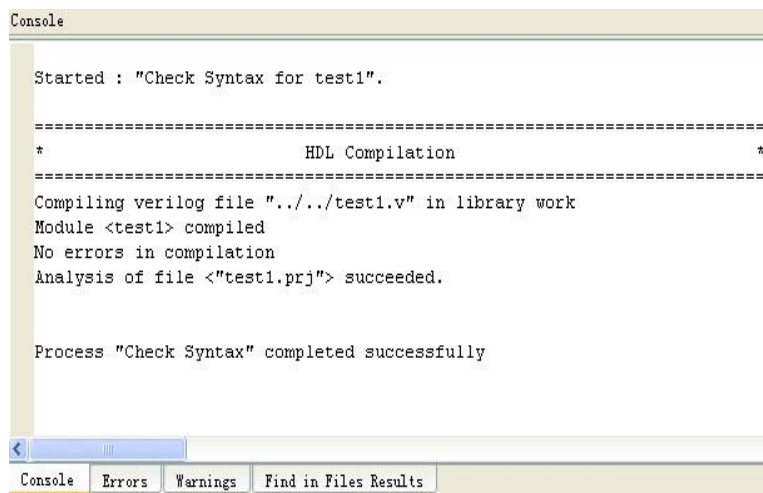 Console
Started : "Check Syntax for test1".
=========================================================================
*                          HDL Compilation                              *
=========================================================================
Compiling verilog file "../../test1.v" in library work
Module <test1> compiled
No errors in compilation
Analysis of file <"test1.prj"> succeeded.
Process "Check Syntax" completed successfully
Console Errors Warnings Find in Files Results